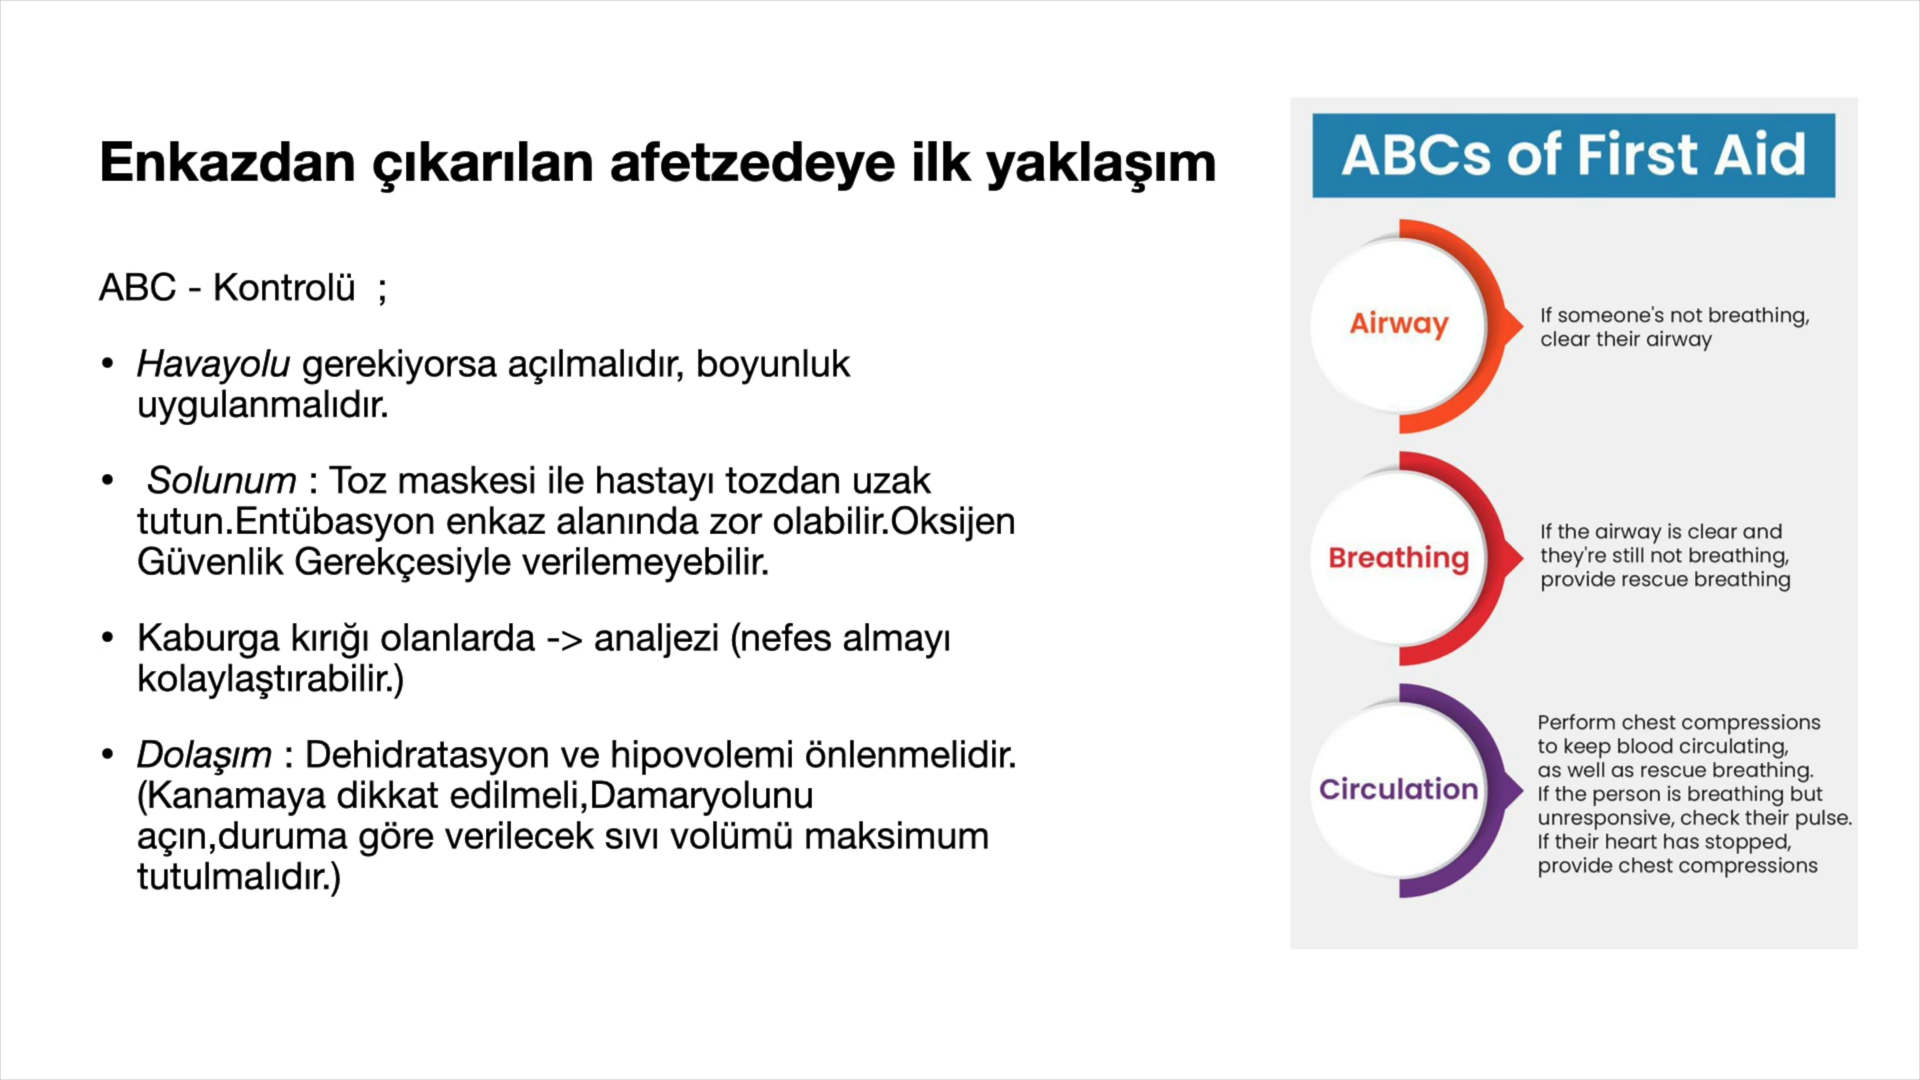 Enkazdan çıkarılan afetzedeye ilk yaklaşım
ABC - Kontrolü ;
• Havayolu gerekiyorsa açılmalıdır, boyunluk
uygulanmalıdır.
• Solunum : Toz maskesi ile hastayı tozdan uzak
tutun.Entübasyon enkaz alanında zor olabilir.Oksijen
Güvenlik Gerekçesiyle verilemeyebilir.
• Kaburga kırığı olanlarda -> analjezi (nefes almayı
kolaylaştırabilir.)
• Dolaşım : Dehidratasyon ve hipovolemi önlenmelidir.
(Kanamaya dikkat edilmeli,Damaryolunu
açın,duruma göre verilecek sıvı volümü maksimum
tutulmalıdır.)
ABCs of First Aid
Airway
If someone's not breathing,
clear their airway
Breathing
If the airway is clear and
they're still not breathing,
provide rescue breathing
Circulation
Perform chest compressions
to keep blood circulating,
as well as rescue breathing.
If the person is breathing but
unresponsive, check their pulse.
If their heart has stopped,
provide chest compressions